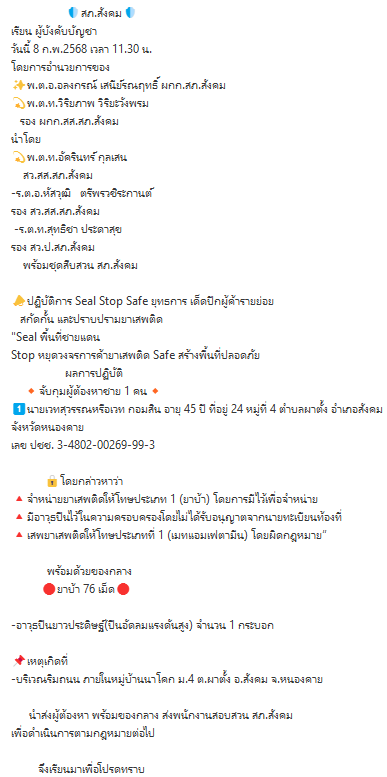 🛡️ สภ.สังคม 🛡️
เรียน ผู้บังคับบัญชา
วันนี้ 8 ก.พ.2568 เวลา 11.30 น.
โดยการอำนวยการของ
✨พ.ต.อ.อลงกรณ์ เสนีย์รณฤทธิ์ ผกก.สภ.สังคม
💫พ.ต.ท.วิริยภาพ วิริยะวังพรม
รอง ผกก.สส.สภ.สังคม
นำโดย
💫พ.ต.ท.อัครินทร์ กุลเสน
สว.สส.สภ.สังคม
-ร.ต.อ.หัสวุฒิ ตรีพรวชิระกานต์
รอง สว.สส.สภ.สังคม
-ร.ต.ท.สุทธิชา ประดาสุข
รอง สว.ป.สภ.สังคม
พร้อมชุดสืบสวน สภ.สังคม
📣ปฏิบัติการ Seal Stop Safe ยุทธการ เด็ดปีกผู้ค้ารายย่อย
สกัดกั้น และปราบปรามยาเสพติด
"Seal พื้นที่ชายแดน
Stop หยุดวงจรการค้ายาเสพติด Safe สร้างพื้นที่ปลอดภัย
ผลการปฏิบัติ
🔸จับกุมผู้ต้องหาชาย 1 คน 🔸
1️⃣นายเวทสุวรรณหรือเวท กอมสิน อายุ 45 ปี ที่อยู่ 24 หมู่ที่ 4 ตำบลผาตั้ง อำเภอสังคม
จังหวัดหนองคาย
เลข ปชช. 3-4802-00269-99-3
🔒โดยกล่าวหาว่า
🔺จำหน่ายยาเสพติดให้โทษประเภท 1 (ยาบ้า) โดยการมีไว้เพื่อจำหน่าย
🔺มีอาวุธปืนไว้ในความครอบครองโดยไม่ได้รับอนุญาตจากนายทะเบียนท้องที่
🔺เสพยาเสพติดให้โทษประเภทที่ 1 (เมทแอมเฟตามีน) โดยผิดกฎหมาย"
พร้อมด้วยของกลาง
🔴ยาบ้า 76 เม็ด🔴
-อาวุธปืนยาวประดิษฐ์(ปืนอัดลมแรงดันสูง) จำนวน 1 กระบอก
📌เหตุเกิดที่
-บริเวณริมถนน ภายในหมู่บ้านนาโคก ม.4 ต.ผาตั้ง อ.สังคม จ.หนองคาย
นำส่งผู้ต้องหา พร้อมของกลาง ส่งพนักงานสอบสวน สภ.สังคม
เพื่อดำเนินการตามกฎหมายต่อไป
จึงเรียนมาเพื่อโปรดทราบ